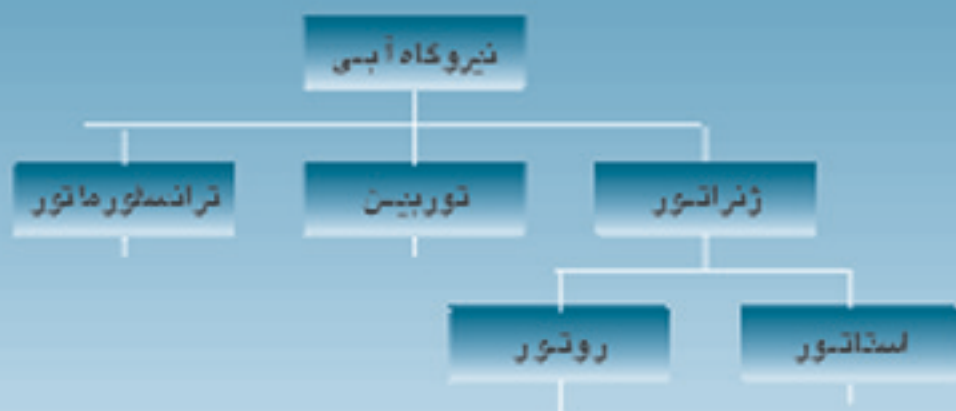 نیروگاه آبی
ژنراتور
توربین
ترانسفورماتور
استاتور
روتور